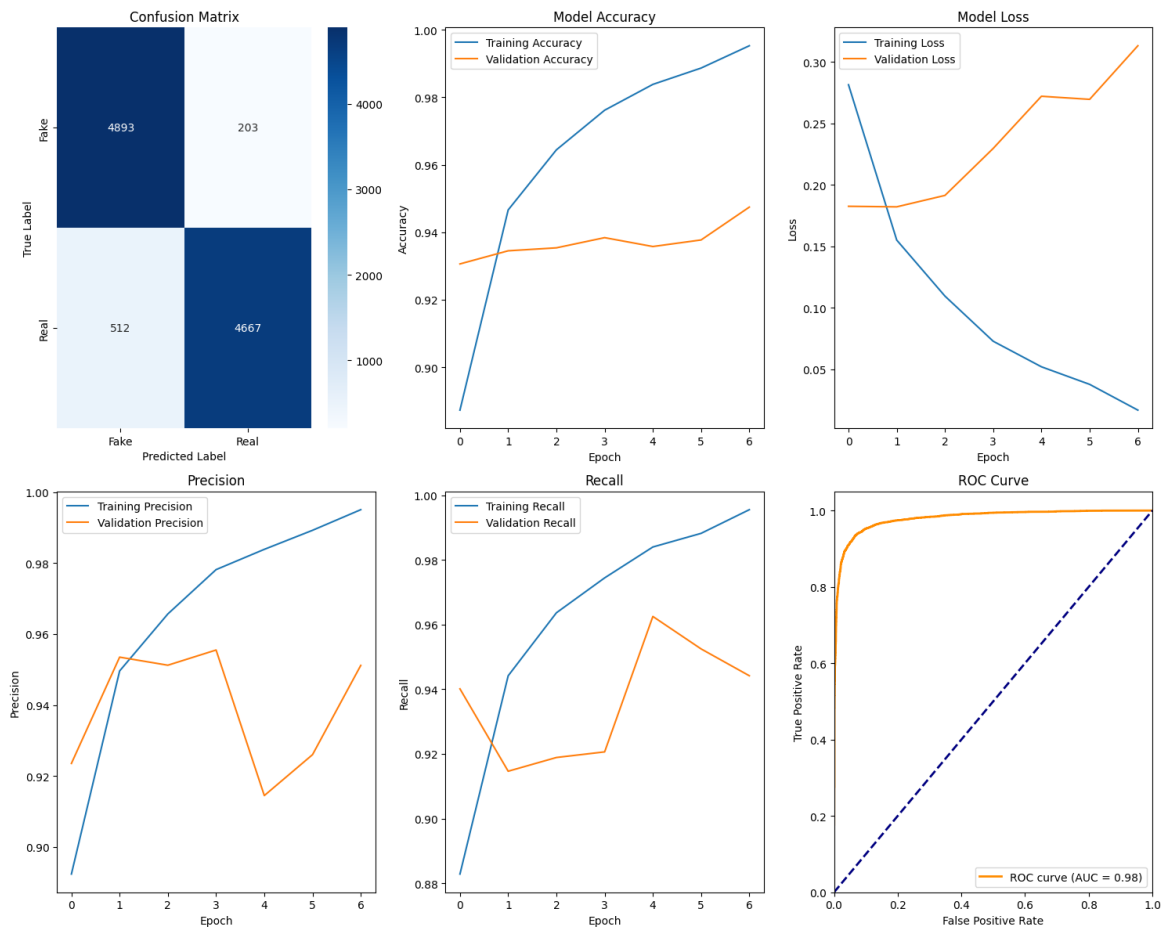 Confusion Matrix
Fake
Real
True Label
4893
203
512
4667
Fake
Real
Predicted Label
4000
3000
2000
1000
Model Accuracy
Training Accuracy
Validation Accuracy
1.00
0.98
0.96
0.94
0.92
0.90
Accuracy
0 1 2 3 4 5 6
Epoch
Model Loss
Training Loss
Validation Loss
0.30
0.25
0.20
0.15
0.10
0.05
Loss
0 1 2 3 4 5 6
Epoch
Precision
Training Precision
Validation Precision
1.00
0.98
0.96
0.94
0.92
0.90
Precision
0 1 2 3 4 5 6
Epoch
Recall
Training Recall
Validation Recall
1.00
0.98
0.96
0.94
0.92
0.90
0.88
Recall
0 1 2 3 4 5 6
Epoch
ROC Curve
1.0
0.8
0.6
0.4
0.2
0.0
True Positive Rate
ROC curve (AUC = 0.98)
0.0 0.2 0.4 0.6 0.8 1.0
False Positive Rate